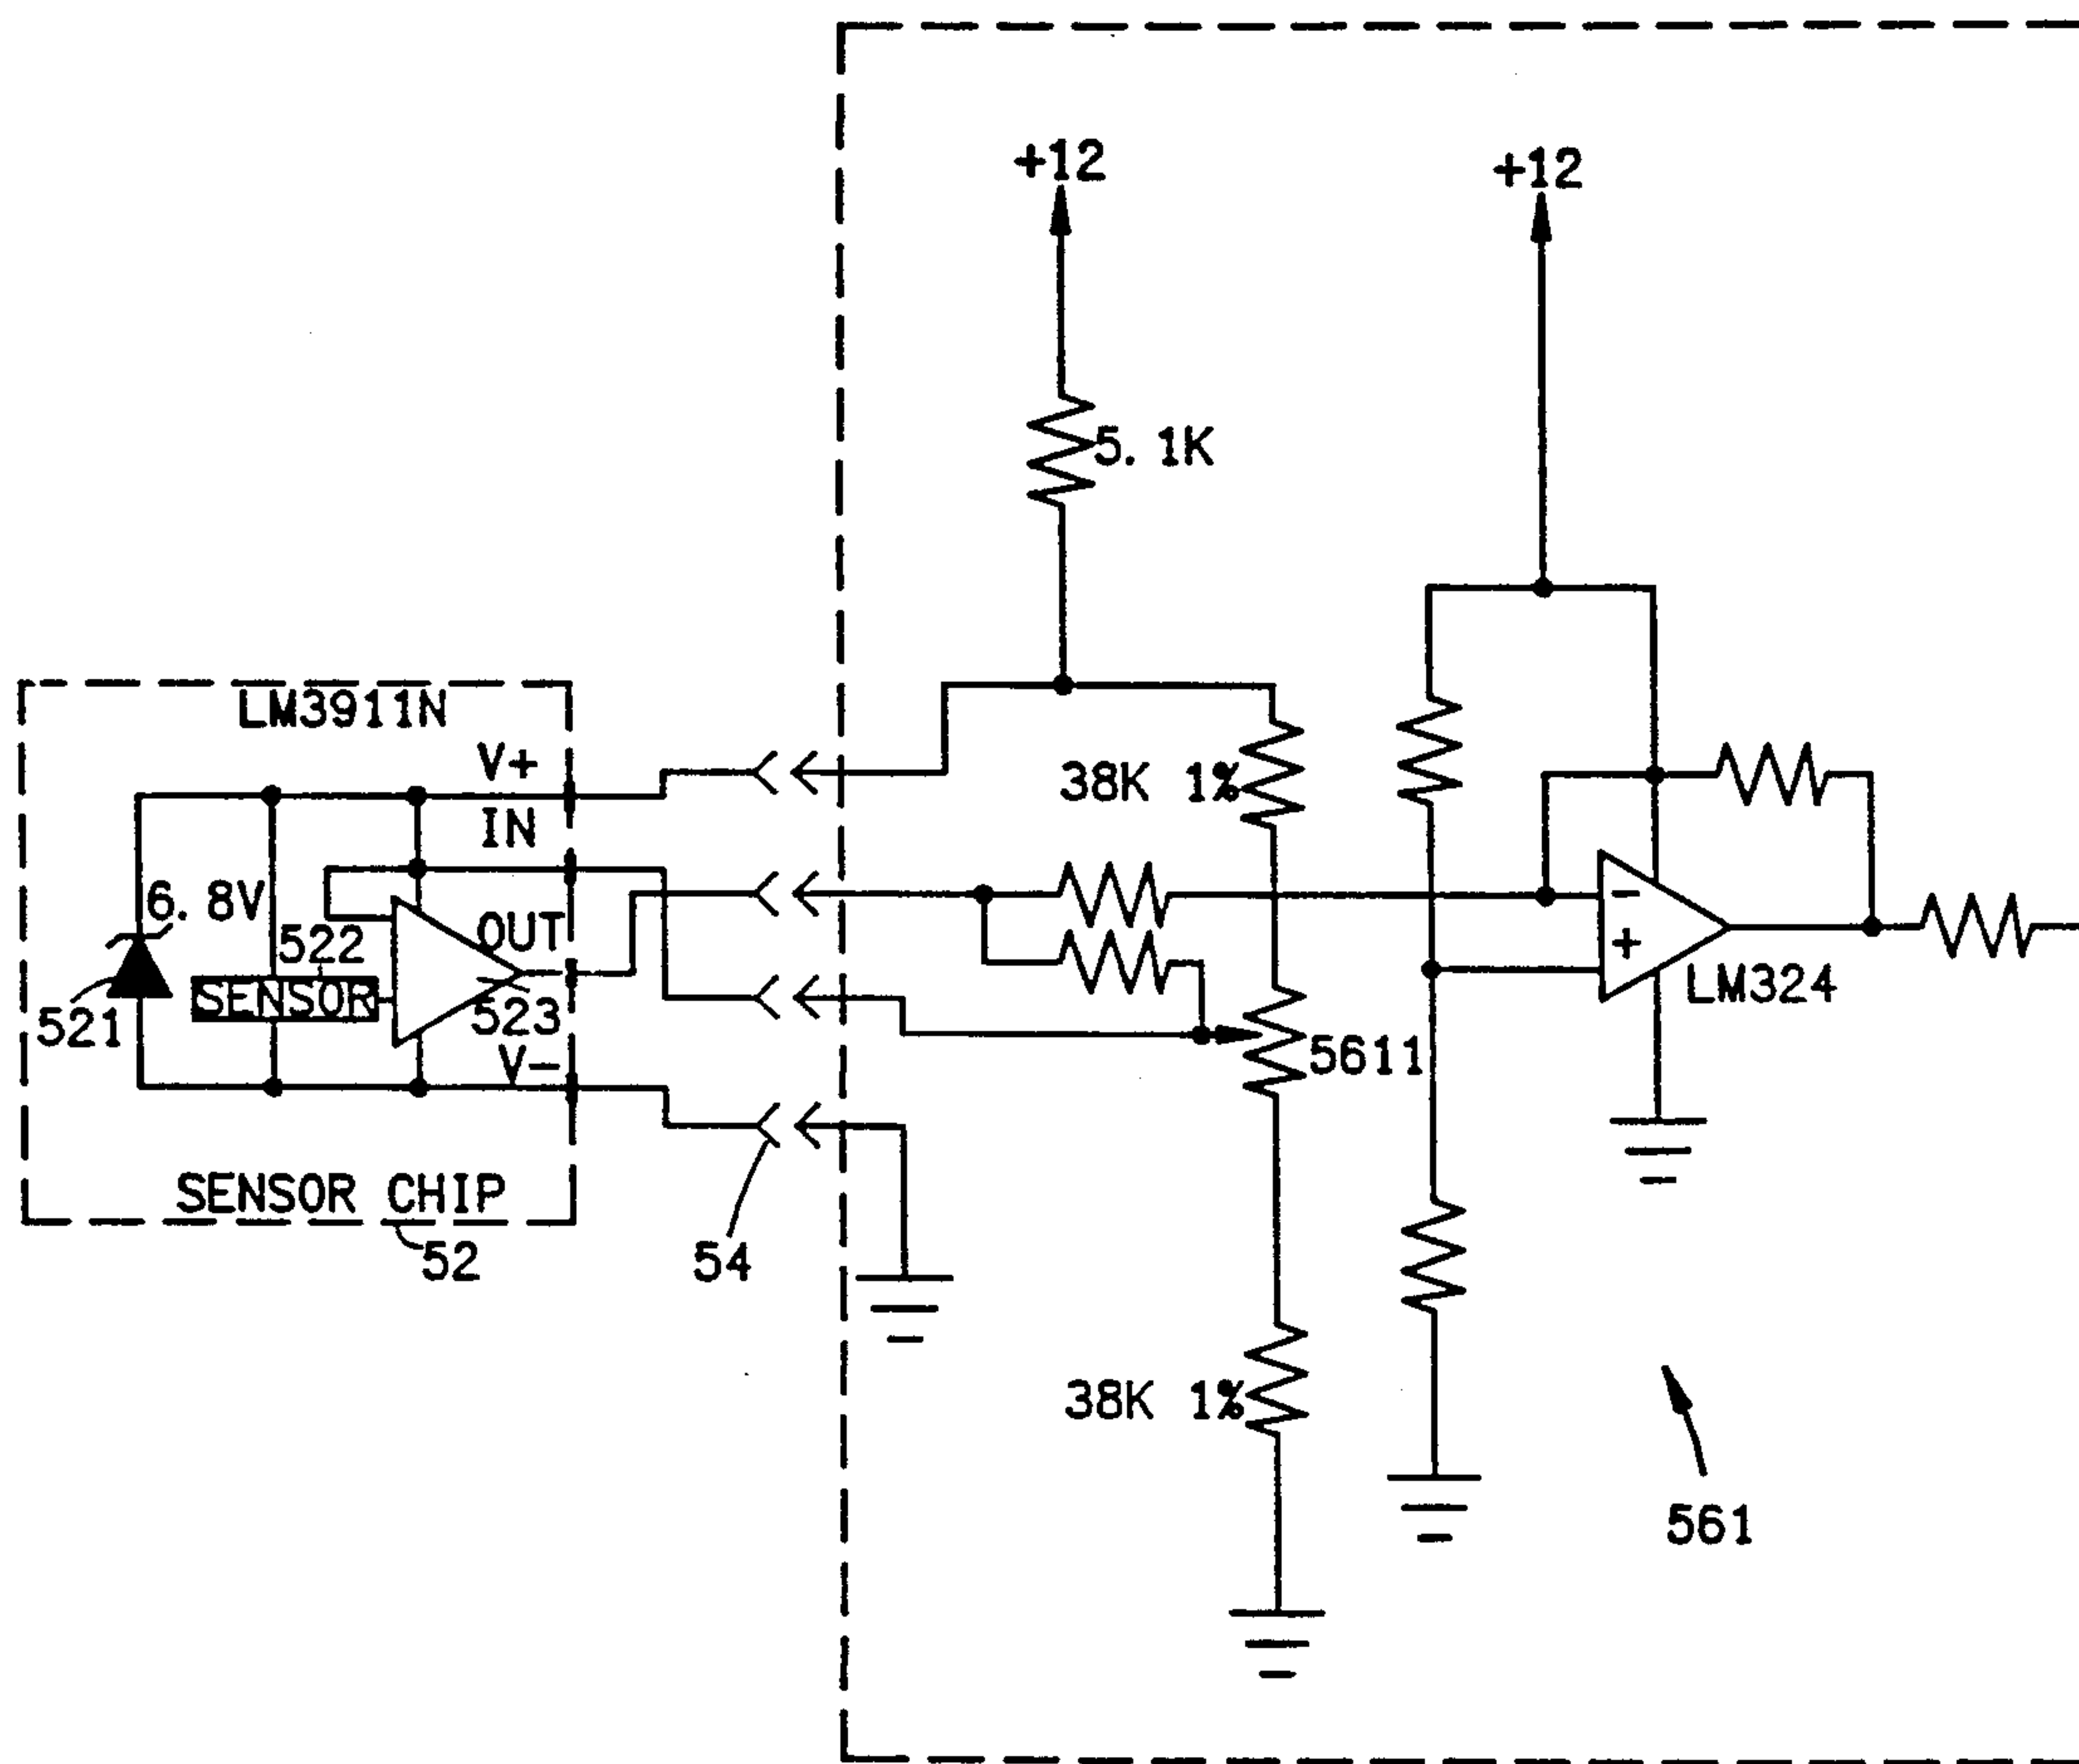 +12
+12
5. 1K
LM3911N
V+
38K 1%
IN
6. 8V
OUT
522
-
+
SENSOR
LM324
523
521
5611
V-
SENSOR CHIP
52
54
38K 1%
561